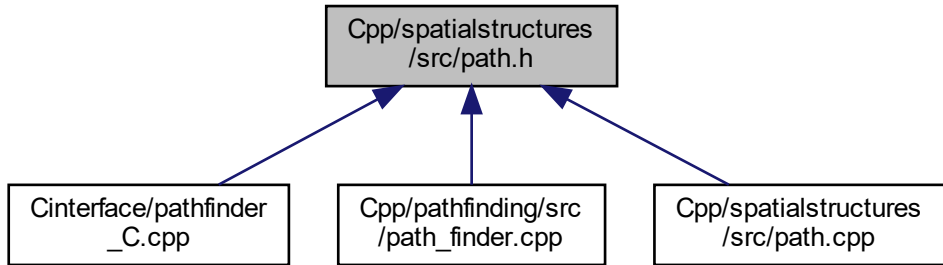 Cpp/spatialstructures
/src/path.h
Cinterface/pathfinder
_C.cpp
Cpp/pathfinding/src
/path_finder.cpp
Cpp/spatialstructures
/src/path.cpp